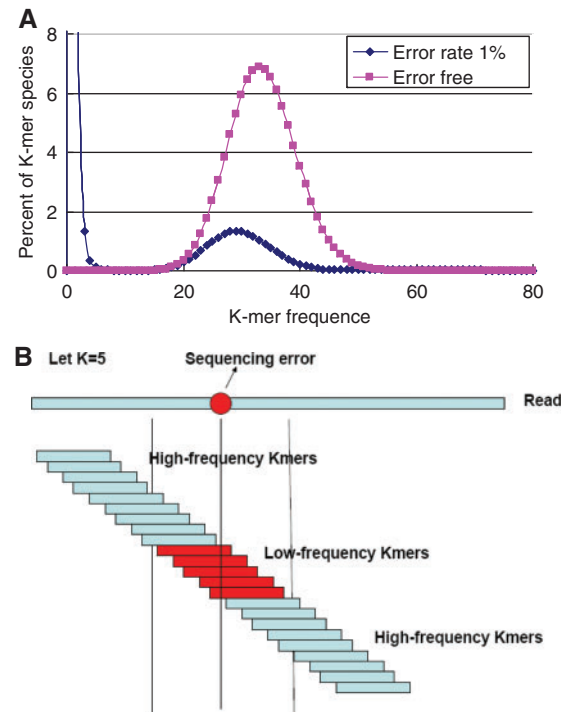 A
8
6
4
2
0
Percent of K-mer species
Error rate 1%
Error free
0 20 40 60 80
K-mer frequence
B
Let K=5
Sequencing error
Read
High-frequency Kmers
Low-frequency Kmers
High-frequency Kmers